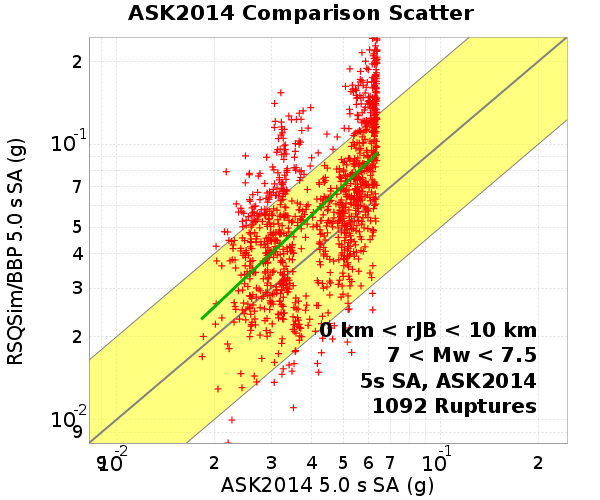 ASK2014 Comparison Scatter
RSQSim/BBP 5.0 s SA (g)
2
10-1
7
5
4
3
2
10-2
9
0 km < rJB < 10 km
7 < Mw < 7.5
5s SA, ASK2014
1092 Ruptures
9 10-2 2 3 4 5 6 7 10-1 2
ASK2014 5.0 s SA (g)